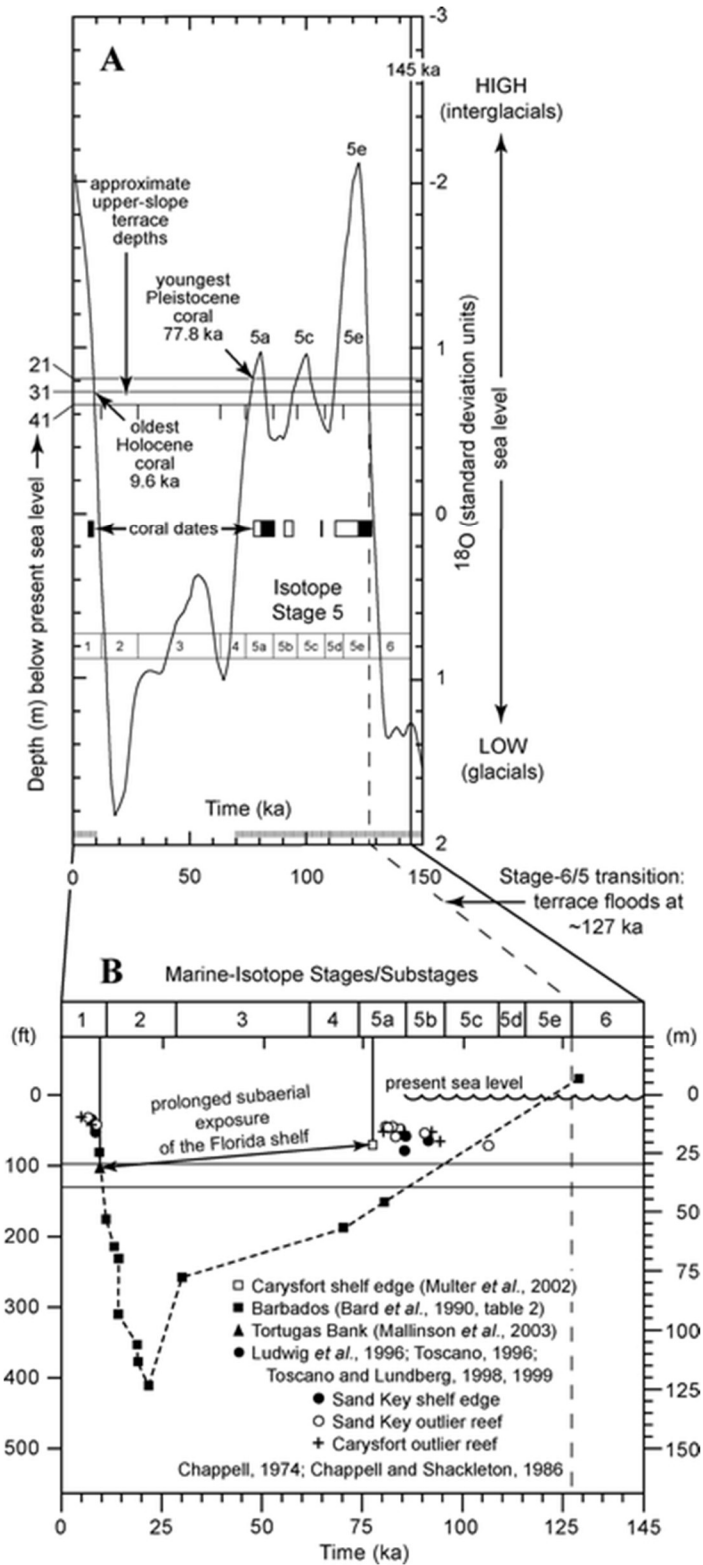 -3
A
145 ka
HIGH
(interglacials)
5e
approximate
upper-slope
terrace
depths
-2
youngest
Pleistocene
coral
77.8 ka
5a
5c
5e
1
21
31
41
oldest
Holocene
coral
9.6 ka
0
coral dates
Isotope
Stage 5
1 2 3 4 5a 5b 5c 5d 5e 6
1
Depth (m) below present sea level
18O (standard deviation units)
sea level
LOW
(glacials)
Time (ka)
2
0 50 100 150
Stage-6/5 transition:
terrace floods at
~127 ka
B Marine-Isotope Stages/Substages
(ft) 1 2 3 4 5a 5b 5c 5d 5e 6 (m)
present sea level
0 0
prolonged subaerial
exposure
of the Florida shelf
100 25
200 50
300 75
400 100
500 125
150
Carysfort shelf edge (Multer et al., 2002)
Barbados (Bard et al., 1990, table 2)
Tortugas Bank (Mallinson et al., 2003)
Ludwig et al., 1996; Toscano, 1996;
Toscano and Lundberg, 1998, 1999
Sand Key shelf edge
Sand Key outlier reef
+ Carysfort outlier reef
Chappell, 1974; Chappell and Shackleton, 1986
0 25 50 75 100 125 145
Time (ka)